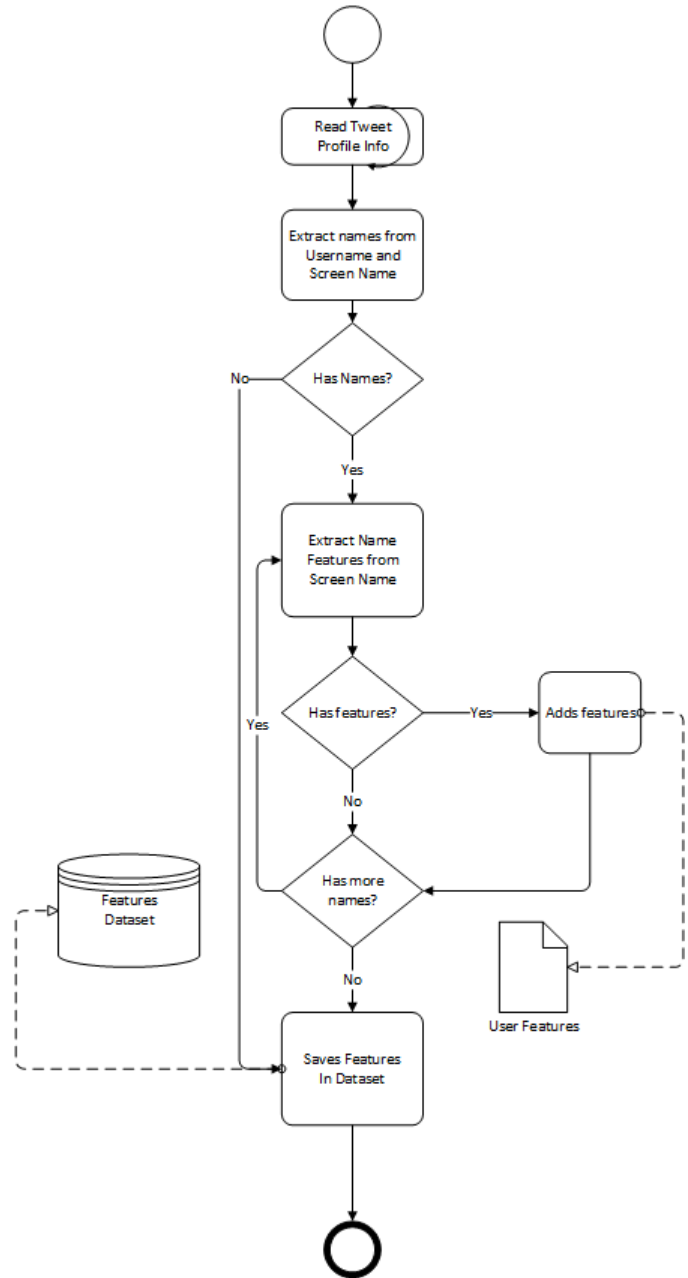 Read Tweet
Profile Info
Extract names from
Username and
Screen Name
No
Has Names?
Yes
Extract Name
Features from
Screen Name
Yes
Has features?
Yes
Adds features
No
Features
Dataset
Has more
names?
No
User Features
Saves Features
In Dataset